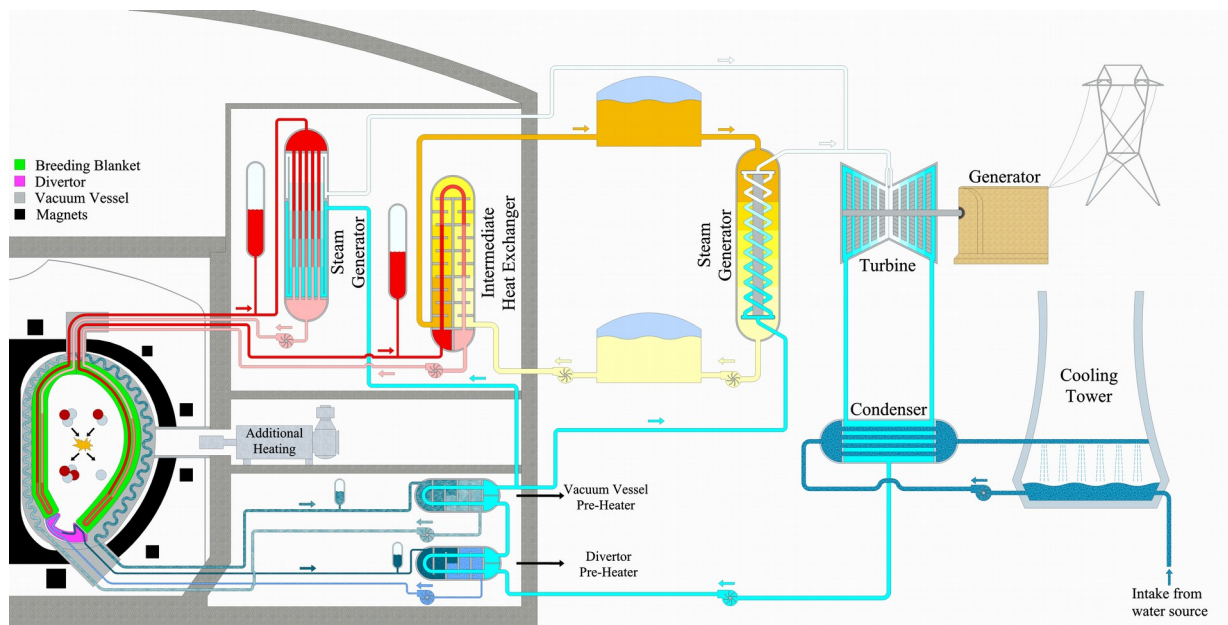 Breeding Blanket
Divertor
Vacuum Vessel
Magnets
Steam
Generator
Intermediate
Heat Exchanger
Steam
Generator
Turbine
Generator
Condenser
Cooling
Tower
Additional
Heating
Vacuum Vessel
Pre-Heater
Divertor
Pre-Heater
Intake from
water source